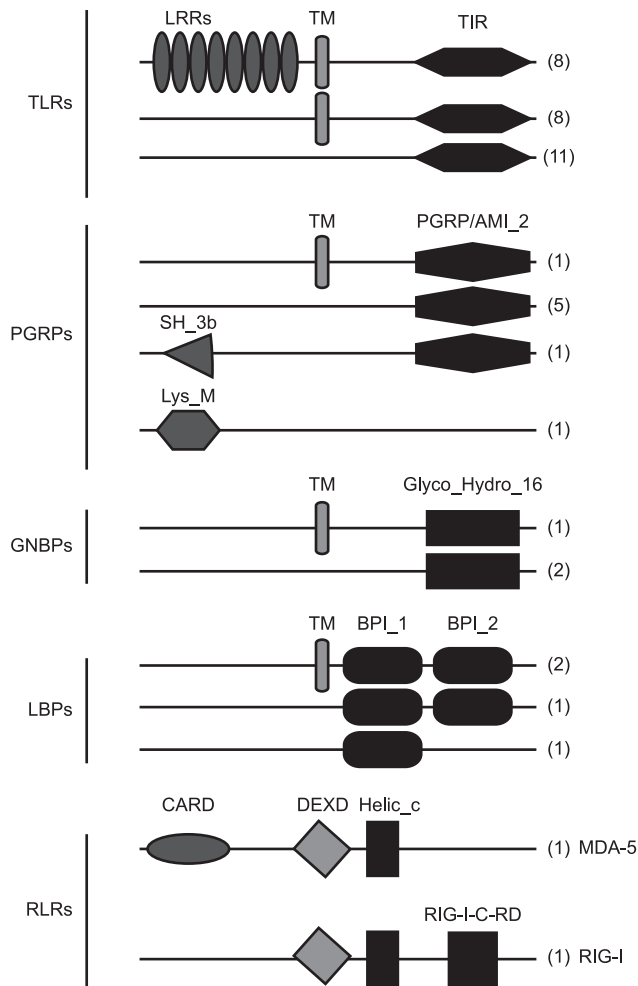 LRRs TM TIR
(8)
TLRs
(8)
(11)
TM PGRP/AMI_2
(1)
(5)
SH_3b
PGRPs
(1)
Lys_M
(1)
TM Glyco_Hydro_16
(1)
GNBPs
(2)
TM BPI_1 BPI_2
(2)
LBPs
(1)
(1)
CARD DEXD Helic_c
(1) MDA-5
RLRs
RIG-I-C-RD
(1) RIG-I